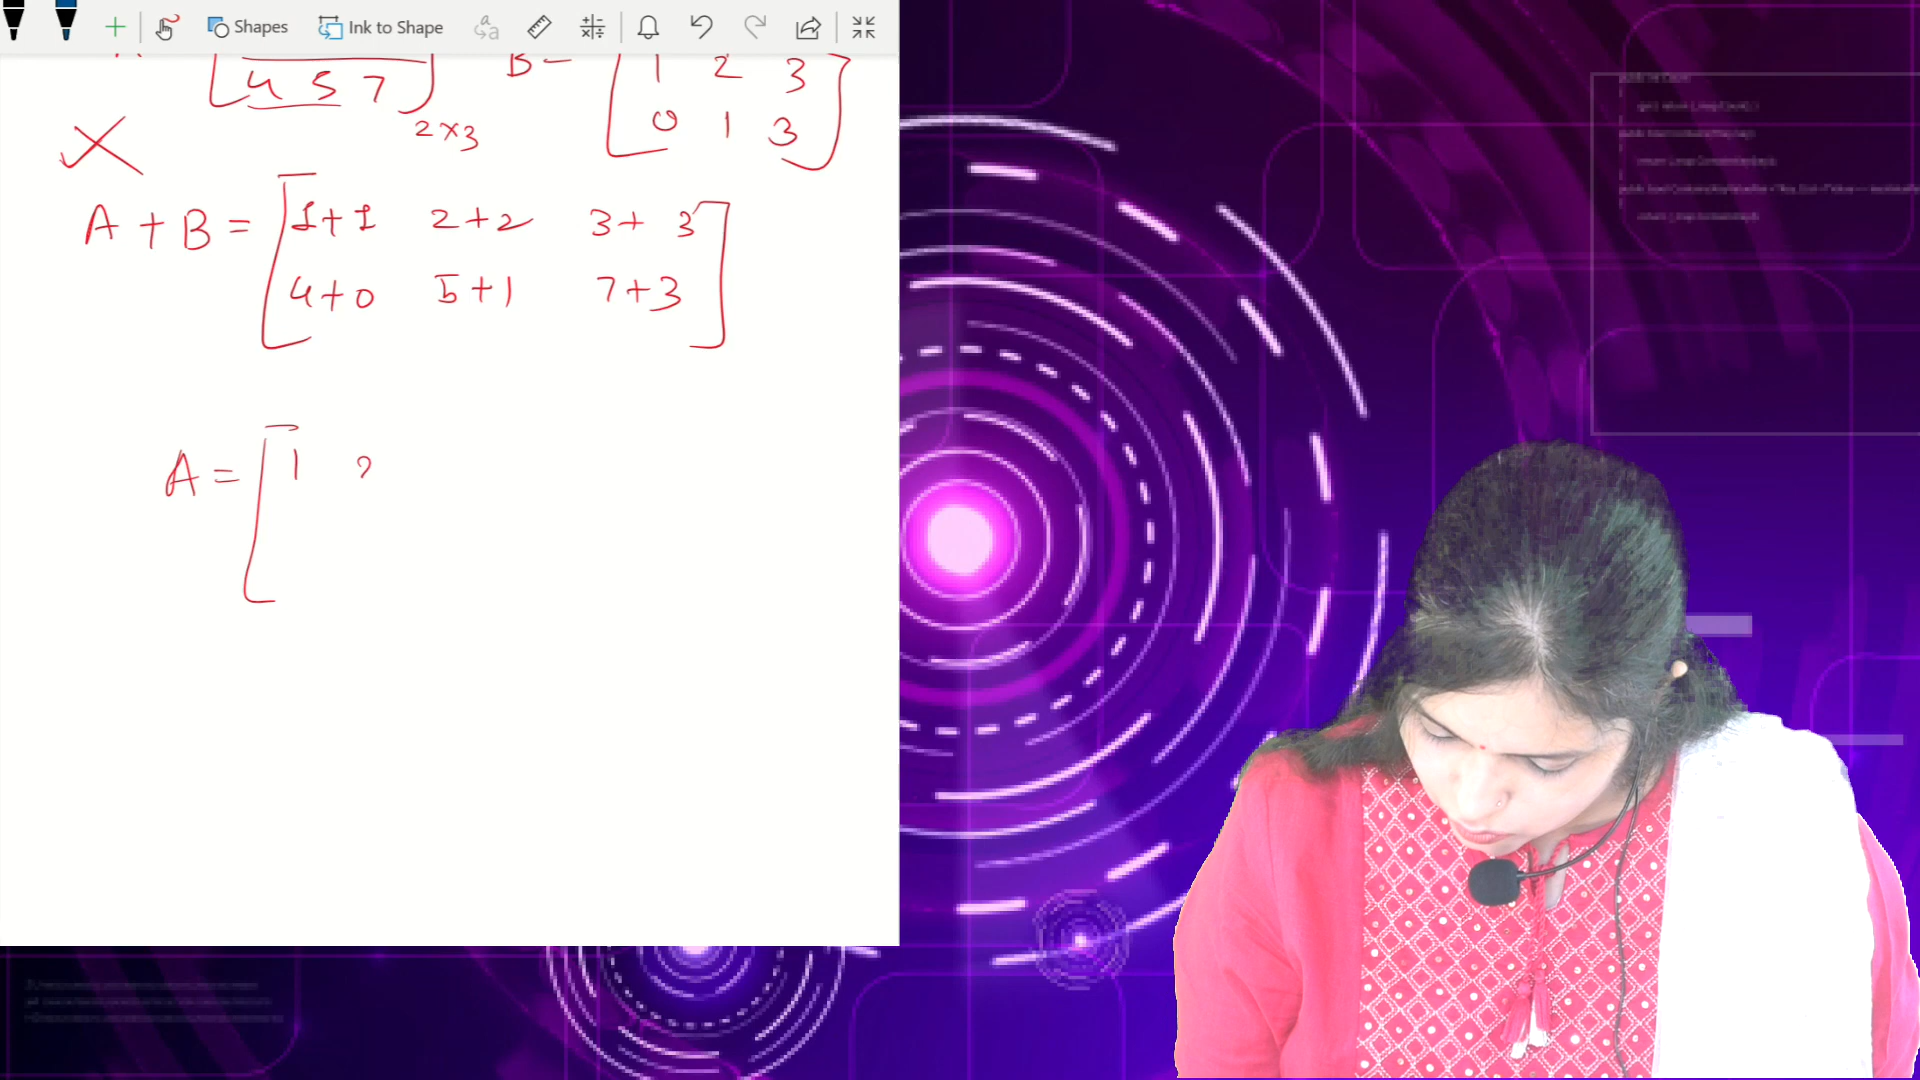 Shapes Ink to Shape
4 5 7 B = 1 2 3
2×3 0 1 3
A + B = [ 1+1 2+2 3+3
4+0 5+1 7+3 ]
A = [ 1 2